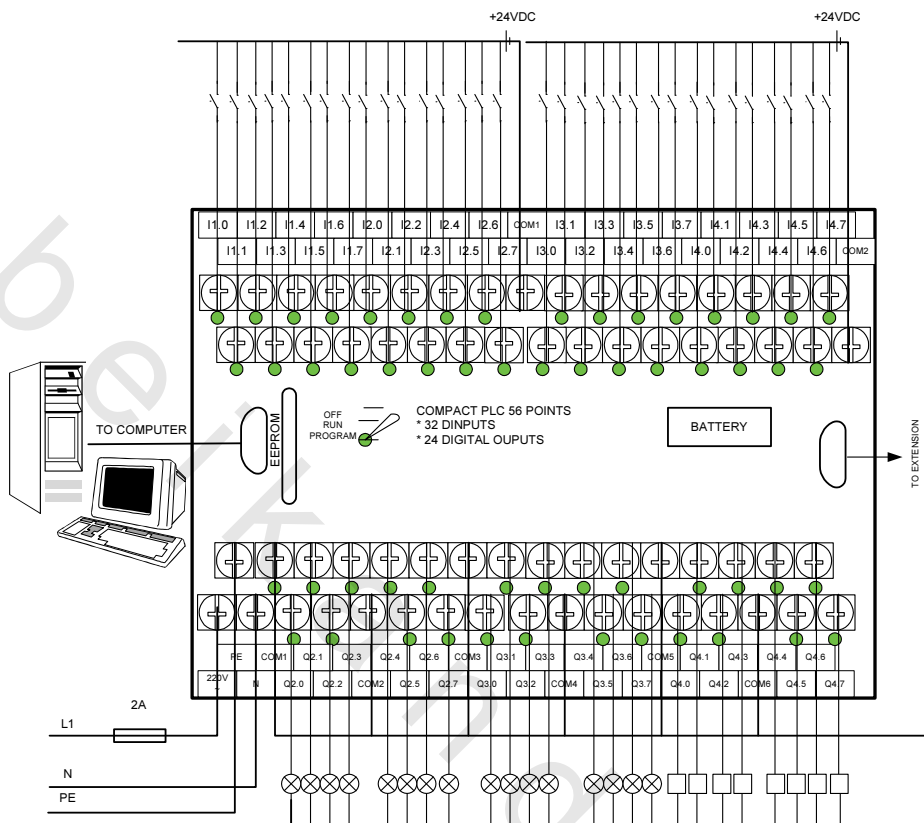 +24VDC +24VDC
I1.0 I1.2 I1.4 I1.6 I2.0 I2.2 I2.4 I2.6 COM1 I3.1 I3.3 I3.5 I3.7 I4.1 I4.3 I4.5 I4.7
I1.1 I1.3 I1.5 I1.7 I2.1 I2.3 I2.5 I2.7 I3.0 I3.2 I3.4 I3.6 I4.0 I4.2 I4.4 I4.6 COM2
TO COMPUTER
EEPROM
OFF
RUN
PROGRAM
COMPACT PLC 56 POINTS
* 32 DINPUTS
* 24 DIGITAL OUPUTS
BATTERY
TO EXTENSION
PE COM1 Q2.1 Q2.3 Q2.4 Q2.6 COM3 Q3.1 Q3.3 Q3.4 Q3.6 COM5 Q4.1 Q4.3 Q4.4 Q4.6
220V N Q2.0 Q2.2 COM2 Q2.5 Q2.7 Q3.0 Q3.2 COM4 Q3.5 Q3.7 Q4.0 Q4.2 COM6 Q4.5 Q4.7
2A
L1
N
PE